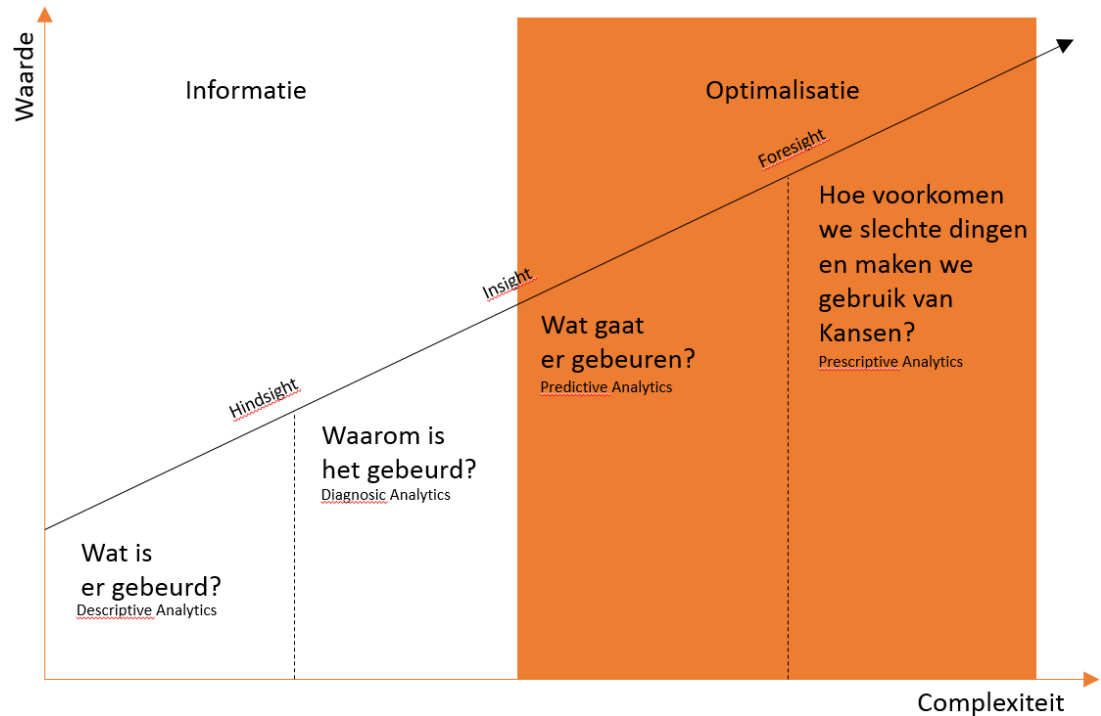 Waarde
Informatie
Optimalisatie
Foresight
Hoe voorkomen
we slechte dingen
en maken we
gebruik van
Kansen?
Prescriptive Analytics
Insight
Wat gaat
er gebeuren?
Predictive Analytics
Hindsight
Waarom is
het gebeurd?
Diagnosic Analytics
Wat is
er gebeurd?
Descriptive Analytics
Complexiteit